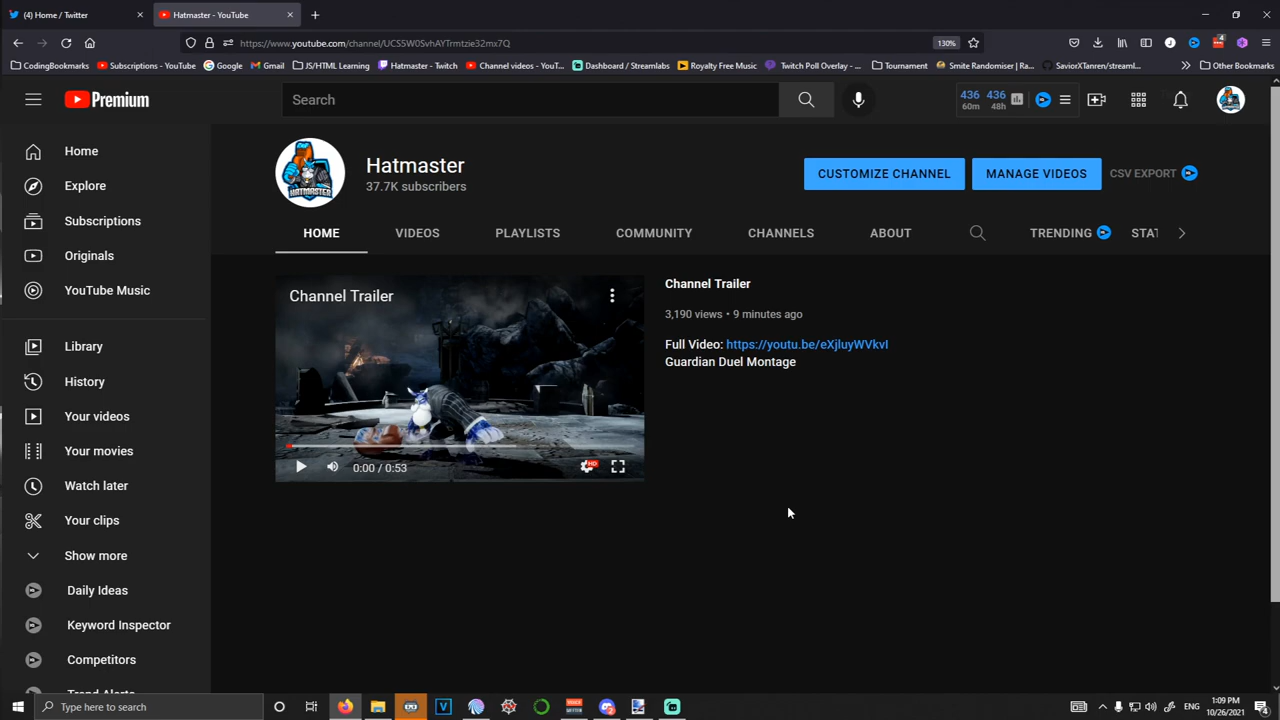 (4) Home / Twitter
Hatmaster - YouTube
https://www.youtube.com/channel/UCS5W0SvhAYTrmtzie32mx7Q
130%
CodingBookmarks
Subscriptions - YouTube
Google
Gmail
JS/HTML Learning
Hatmaster - Twitch
Channel videos - YouT...
Dashboard / Streamlabs
Royalty Free Music
Twitch Poll Overlay - ...
Tournament
Smite Randomiser | Ra...
SaviorXTanren/streaml...
Other Bookmarks
Premium
Search
436 436
60m 48h
Home
Explore
Subscriptions
Originals
YouTube Music
Library
History
Your videos
Your movies
Watch later
Your clips
Show more
Daily Ideas
Keyword Inspector
Competitors
Trend Alerts
HATMASTER
Hatmaster
37.7K subscribers
CUSTOMIZE CHANNEL
MANAGE VIDEOS
CSV EXPORT
HOME
VIDEOS
PLAYLISTS
COMMUNITY
CHANNELS
ABOUT
TRENDING
STAT
Channel Trailer
0:00 / 0:53
HD
Channel Trailer
3,190 views • 9 minutes ago
Full Video: https://youtu.be/eXjluyWVkvI
Guardian Duel Montage
Type here to search
ENG
1:09 PM
10/26/2021